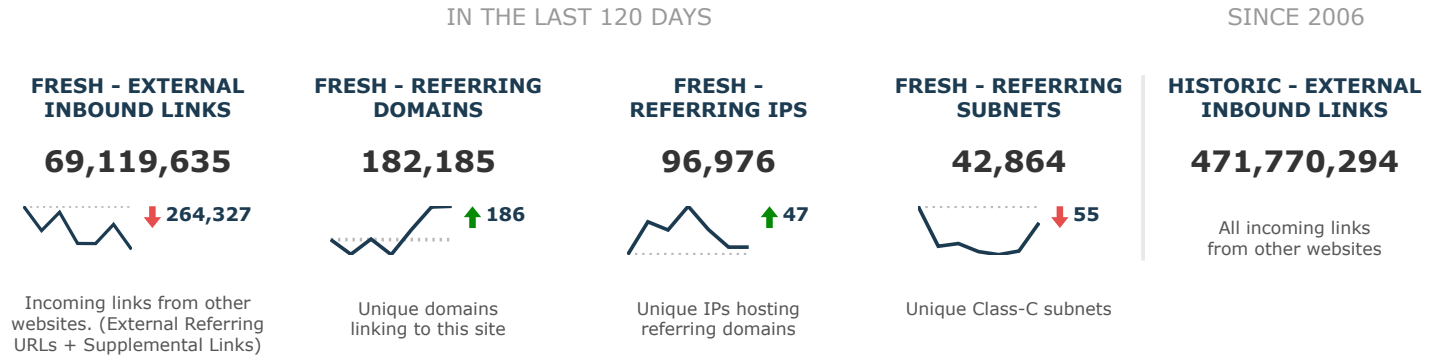 IN THE LAST 120 DAYS
SINCE 2006
FRESH - EXTERNAL
INBOUND LINKS
69,119,635
264,327
Incoming links from other
websites. (External Referring
URLs + Supplemental Links)
FRESH - REFERRING
DOMAINS
182,185
186
Unique domains
linking to this site
FRESH -
REFERRING IPS
96,976
47
Unique IPs hosting
referring domains
FRESH - REFERRING
SUBNETS
42,864
55
Unique Class-C subnets
HISTORIC - EXTERNAL
INBOUND LINKS
471,770,294
All incoming links
from other websites